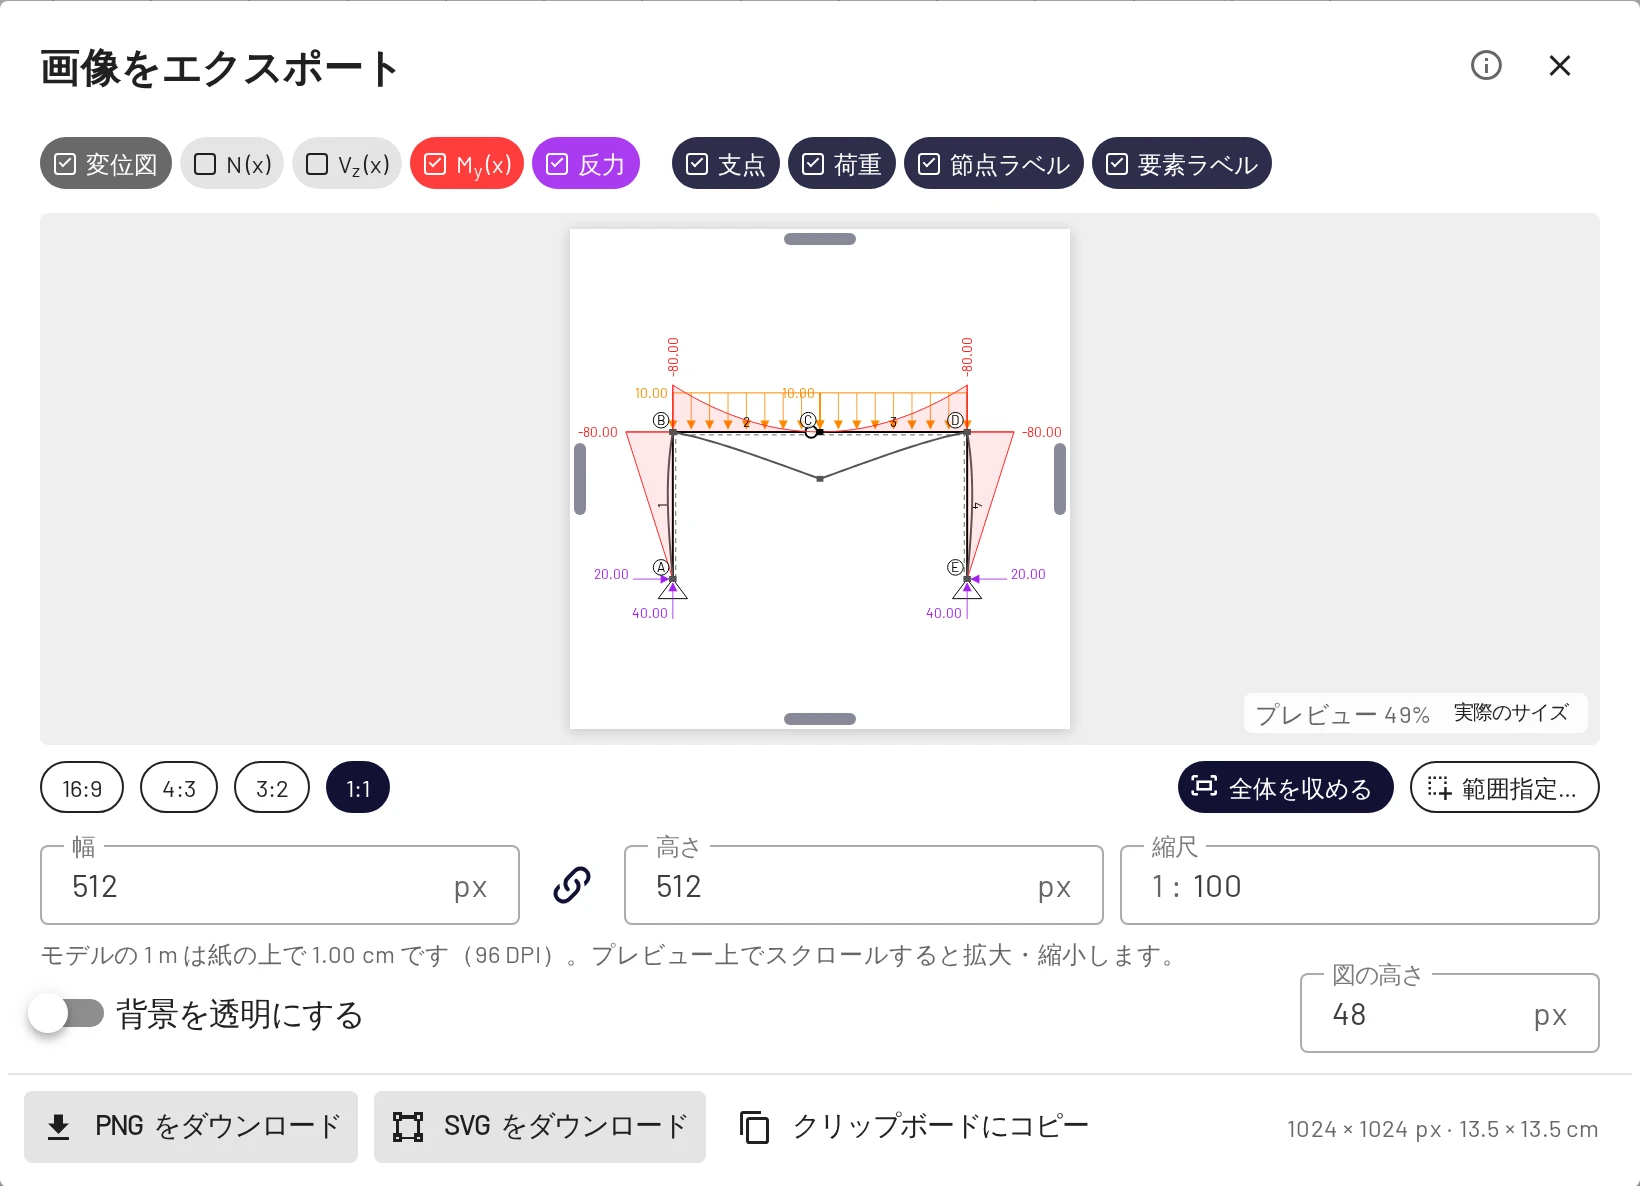 画像をエクスポート
変位図 N(x) Vz(x) My(x) 反力 支点 荷重 節点ラベル 要素ラベル
-80.00 -80.00
10.00 10.00
B 2 C 3 D
-80.00 -80.00
1 4
A E
20.00 20.00
40.00 40.00
プレビュー 49% 実際のサイズ
16:9 4:3 3:2 1:1 全体を収める 範囲指定...
幅 高さ 縮尺
512 px 512 px 1 : 100
モデルの 1 m は紙の上で 1.00 cm です（96 DPI）。プレビュー上でスクロールすると拡大・縮小します。
図の高さ
背景を透明にする 48 px
PNG をダウンロード SVG をダウンロード クリップボードにコピー 1024 × 1024 px · 13.5 × 13.5 cm